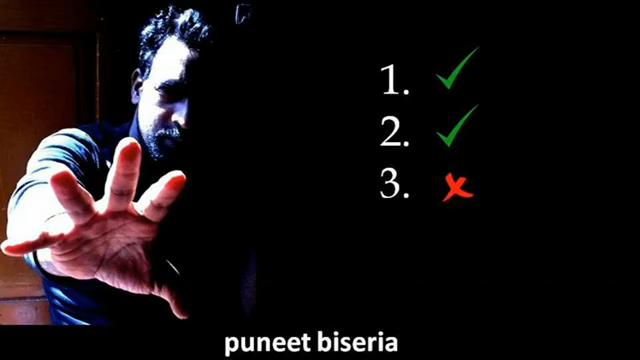 1. ✓
2. ✓
3. ✗
puneet biseria